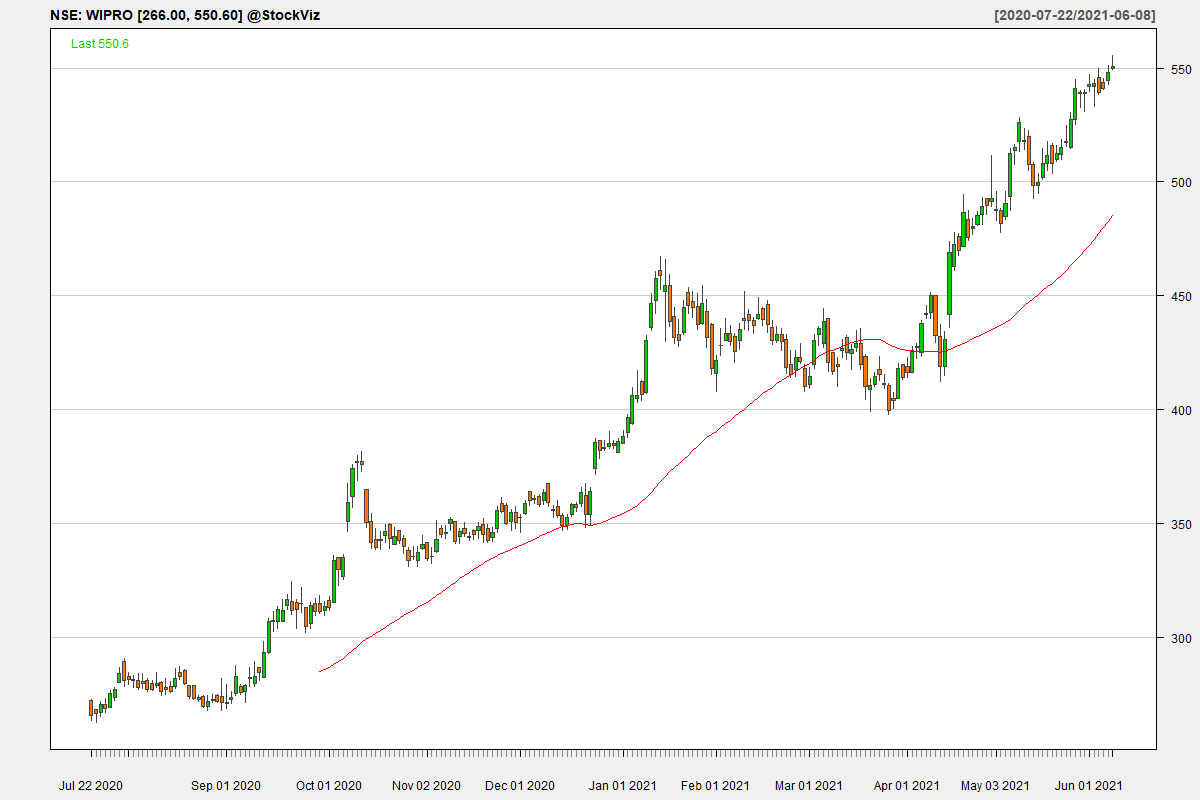 NSE: WIPRO [266.00, 550.60] @StockViz
[2020-07-22/2021-06-08]
Last 550.6
550
500
450
400
350
300
Jul 22 2020 Sep 01 2020 Oct 01 2020 Nov 02 2020 Dec 01 2020 Jan 01 2021 Feb 01 2021 Mar 01 2021 Apr 01 2021 May 03 2021 Jun 01 2021